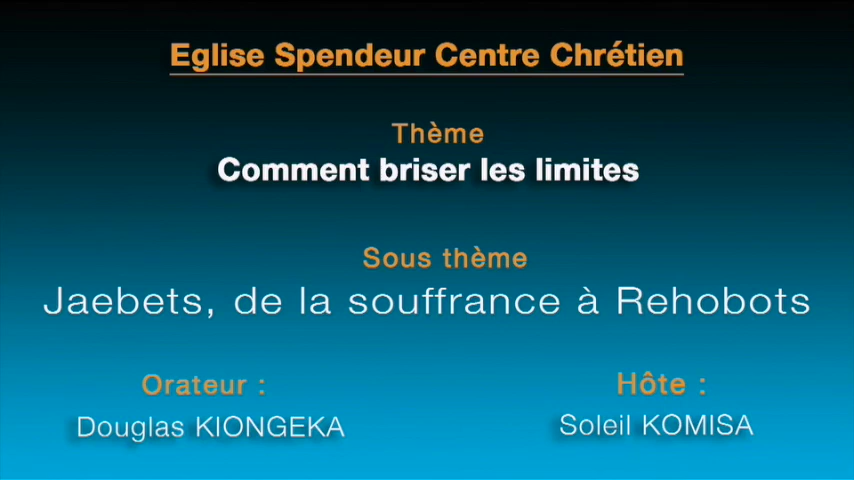 Eglise Spendeur Centre Chrétien
Thème
Comment briser les limites
Sous thème
Jaebets, de la souffrance à Rehobots
Orateur :
Douglas KIONGEKA
Hôte :
Soleil KOMISA